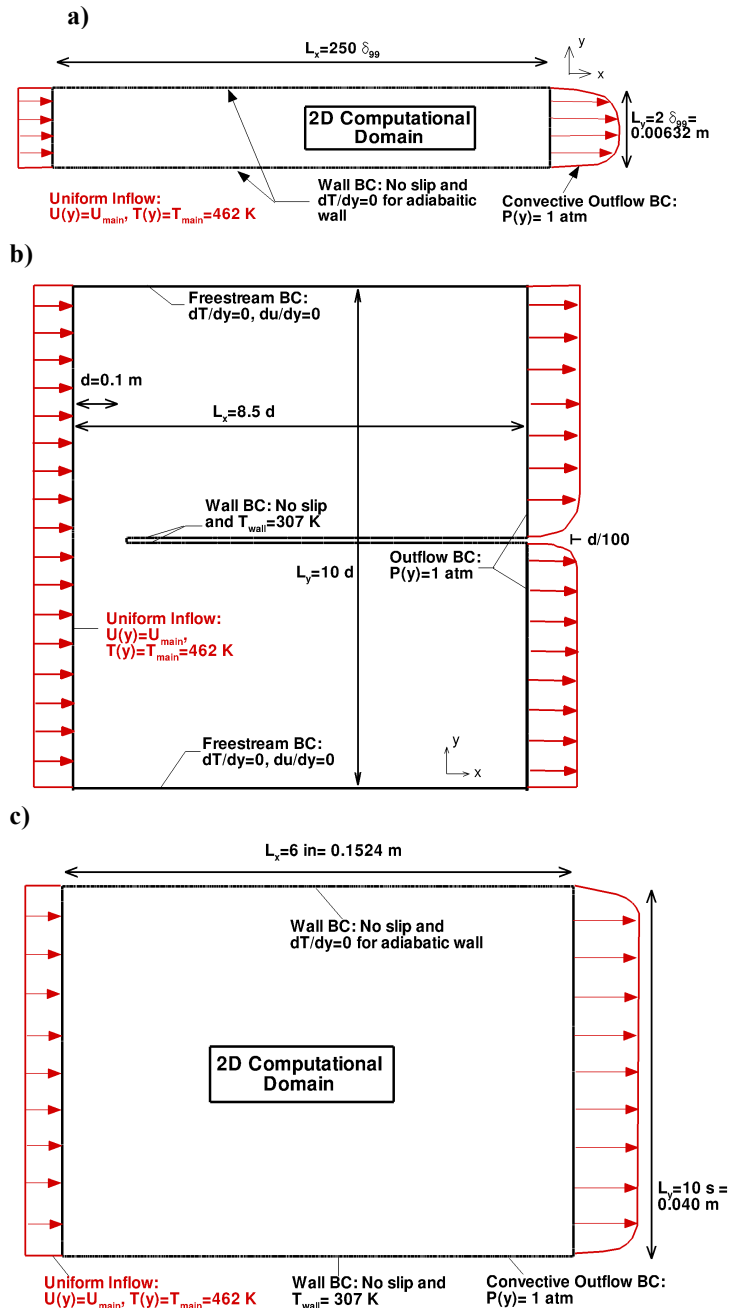 a)
Lx=250 δ99
y
x
2D Computational
Domain
Ly=2 δ99=
0.00632 m
Uniform Inflow:
U(y)=Umain, T(y)=Tmain=462 K
Wall BC: No slip and
dT/dy=0 for adiabaitic
wall
Convective Outflow BC:
P(y)= 1 atm
b)
Freestream BC:
dT/dy=0, du/dy=0
d=0.1 m
Lx=8.5 d
Wall BC: No slip
and Twall=307 K
d/100
Outflow BC:
P(y)=1 atm
Ly=10 d
Uniform Inflow:
U(y)=Umain,
T(y)=Tmain=462 K
Freestream BC:
dT/dy=0, du/dy=0
y
x
c)
Lx=6 in= 0.1524 m
Wall BC: No slip and
dT/dy=0 for adiabatic wall
2D Computational
Domain
Ly=10 s =
0.040 m
Uniform Inflow:
U(y)=Umain, T(y)=Tmain=462 K
Wall BC: No slip and
Twall= 307 K
Convective Outflow BC:
P(y)= 1 atm